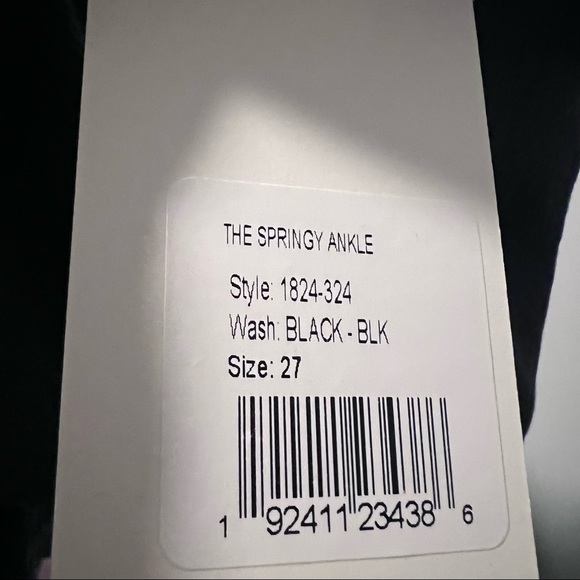 THE SPRINGY ANKLE
Style: 1824-324
Wash: BLACK - BLK
Size: 27
1 92411 23438 6